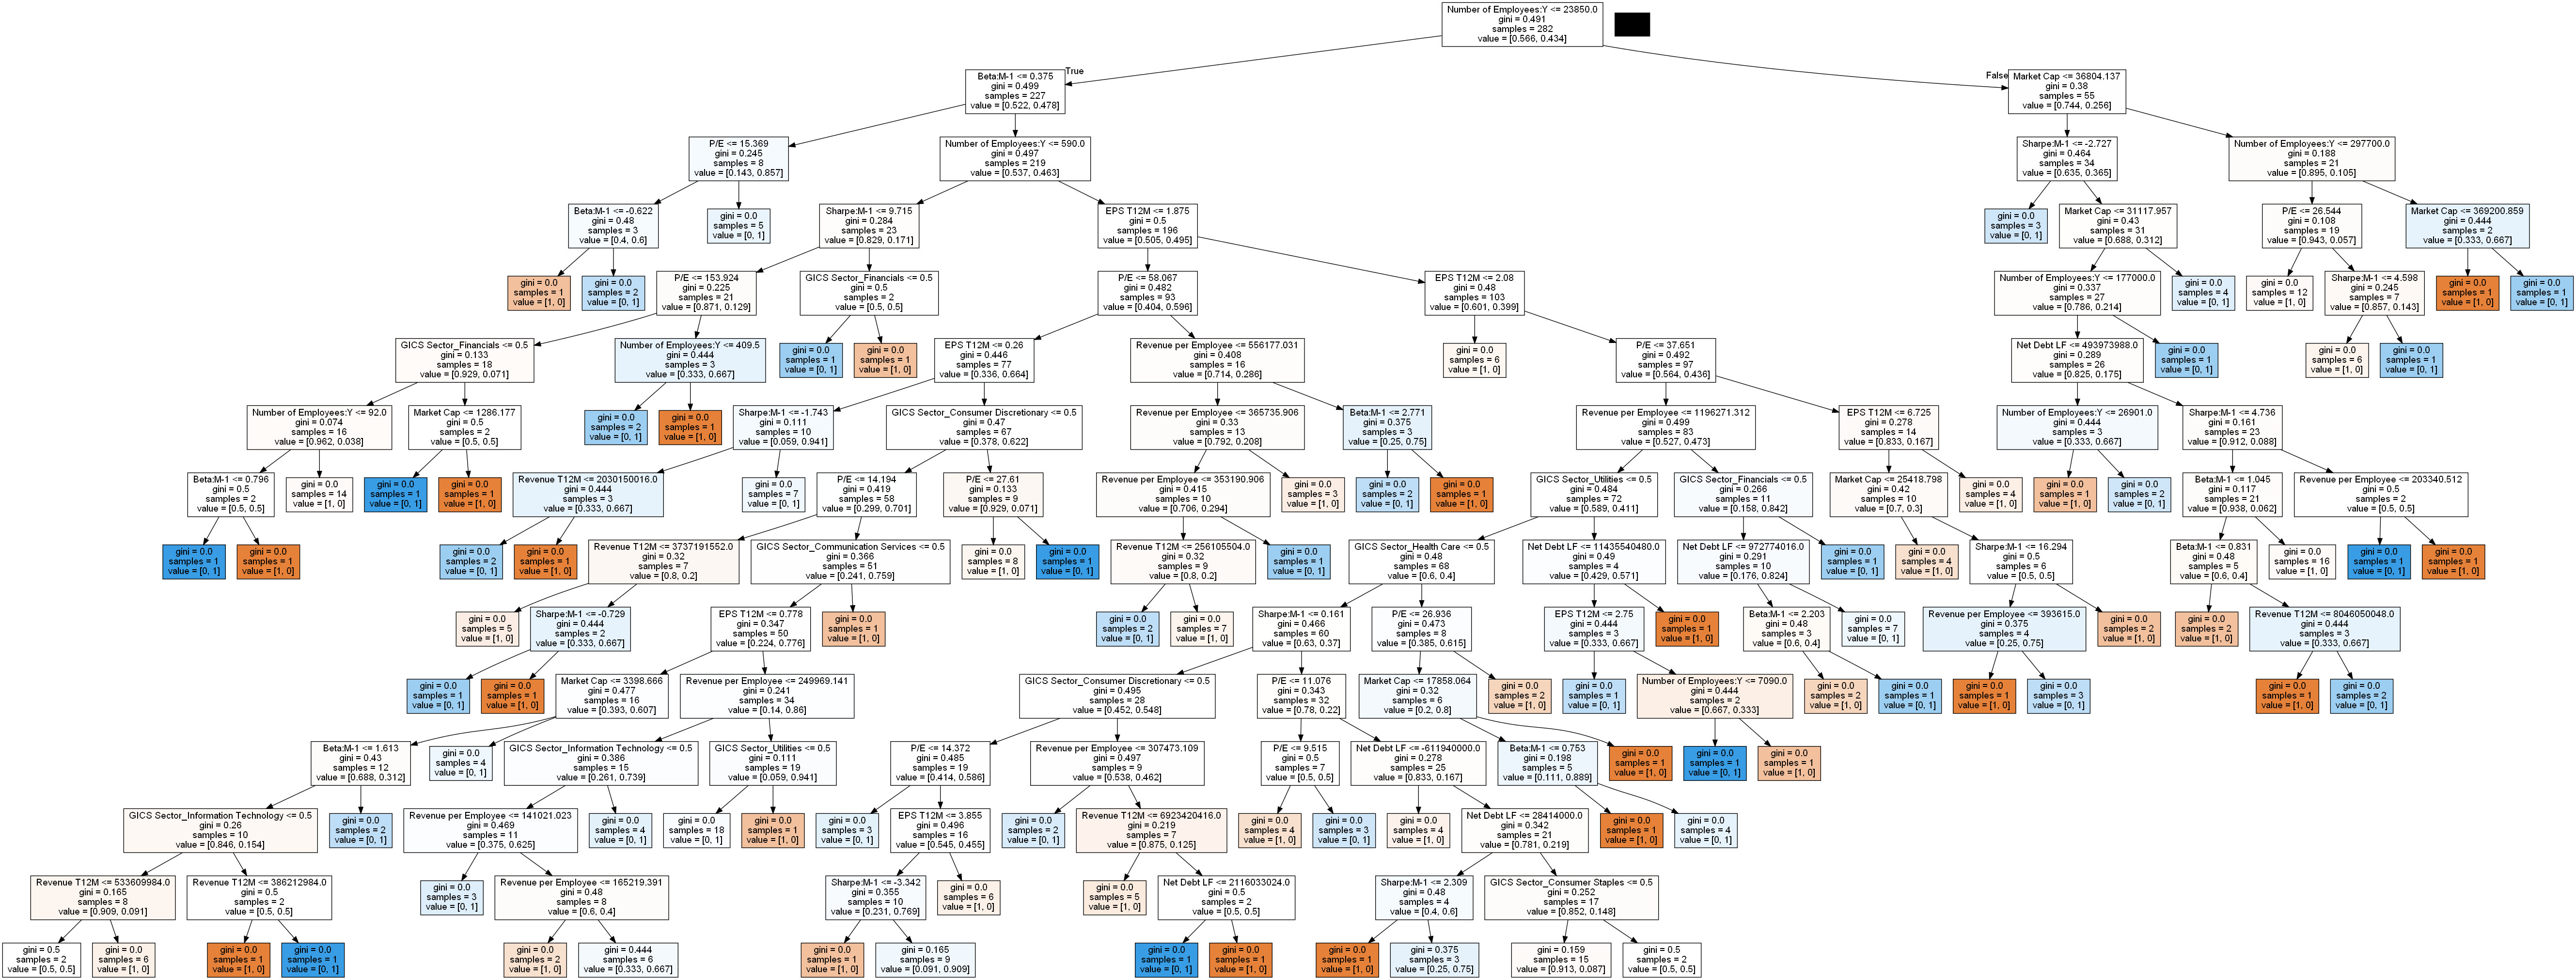 Number of Employees:Y <= 23850.0
gini = 0.491
samples = 282
value = [0.566, 0.434]
True
False
Beta:M-1 <= 0.375
gini = 0.499
samples = 227
value = [0.522, 0.478]
Market Cap <= 36804.137
gini = 0.38
samples = 55
value = [0.744, 0.256]
P/E <= 15.369
gini = 0.245
samples = 8
value = [0.143, 0.857]
Number of Employees:Y <= 590.0
gini = 0.497
samples = 219
value = [0.537, 0.463]
Sharpe:M-1 <= -2.727
gini = 0.464
samples = 34
value = [0.635, 0.365]
Number of Employees:Y <= 297700.0
gini = 0.188
samples = 21
value = [0.895, 0.105]
Beta:M-1 <= -0.622
gini = 0.48
samples = 3
value = [0.4, 0.6]
gini = 0.0
samples = 5
value = [0, 1]
Sharpe:M-1 <= 9.715
gini = 0.284
samples = 23
value = [0.829, 0.171]
EPS T12M <= 1.875
gini = 0.5
samples = 196
value = [0.505, 0.495]
gini = 0.0
samples = 3
value = [0, 1]
Market Cap <= 31117.957
gini = 0.43
samples = 31
value = [0.688, 0.312]
P/E <= 26.544
gini = 0.108
samples = 19
value = [0.943, 0.057]
Market Cap <= 369200.859
gini = 0.444
samples = 2
value = [0.333, 0.667]
gini = 0.0
samples = 1
value = [1, 0]
gini = 0.0
samples = 2
value = [0, 1]
P/E <= 153.924
gini = 0.225
samples = 21
value = [0.871, 0.129]
GICS Sector_Financials <= 0.5
gini = 0.5
samples = 2
value = [0.5, 0.5]
P/E <= 58.067
gini = 0.482
samples = 93
value = [0.404, 0.596]
EPS T12M <= 2.08
gini = 0.48
samples = 103
value = [0.601, 0.399]
Number of Employees:Y <= 177000.0
gini = 0.337
samples = 27
value = [0.786, 0.214]
gini = 0.0
samples = 4
value = [0, 1]
gini = 0.0
samples = 12
value = [1, 0]
Sharpe:M-1 <= 4.598
gini = 0.245
samples = 7
value = [0.857, 0.143]
gini = 0.0
samples = 1
value = [1, 0]
gini = 0.0
samples = 1
value = [0, 1]
GICS Sector_Financials <= 0.5
gini = 0.133
samples = 18
value = [0.929, 0.071]
Number of Employees:Y <= 409.5
gini = 0.444
samples = 3
value = [0.333, 0.667]
gini = 0.0
samples = 1
value = [0, 1]
gini = 0.0
samples = 1
value = [1, 0]
EPS T12M <= 0.26
gini = 0.446
samples = 77
value = [0.336, 0.664]
Revenue per Employee <= 556177.031
gini = 0.408
samples = 16
value = [0.714, 0.286]
gini = 0.0
samples = 6
value = [1, 0]
P/E <= 37.651
gini = 0.492
samples = 97
value = [0.564, 0.436]
Net Debt LF <= 493973988.0
gini = 0.289
samples = 26
value = [0.825, 0.175]
gini = 0.0
samples = 1
value = [0, 1]
gini = 0.0
samples = 6
value = [1, 0]
gini = 0.0
samples = 1
value = [0, 1]
Number of Employees:Y <= 92.0
gini = 0.074
samples = 16
value = [0.962, 0.038]
Market Cap <= 1286.177
gini = 0.5
samples = 2
value = [0.5, 0.5]
gini = 0.0
samples = 2
value = [0, 1]
gini = 0.0
samples = 1
value = [1, 0]
Sharpe:M-1 <= -1.743
gini = 0.111
samples = 10
value = [0.059, 0.941]
GICS Sector_Consumer Discretionary <= 0.5
gini = 0.47
samples = 67
value = [0.378, 0.622]
Revenue per Employee <= 365735.906
gini = 0.33
samples = 13
value = [0.792, 0.208]
Beta:M-1 <= 2.771
gini = 0.375
samples = 3
value = [0.25, 0.75]
Revenue per Employee <= 1196271.312
gini = 0.499
samples = 83
value = [0.527, 0.473]
EPS T12M <= 6.725
gini = 0.278
samples = 14
value = [0.833, 0.167]
Number of Employees:Y <= 26901.0
gini = 0.444
samples = 3
value = [0.333, 0.667]
Sharpe:M-1 <= 4.736
gini = 0.161
samples = 23
value = [0.912, 0.088]
Beta:M-1 <= 0.796
gini = 0.5
samples = 2
value = [0.5, 0.5]
gini = 0.0
samples = 14
value = [1, 0]
gini = 0.0
samples = 1
value = [0, 1]
gini = 0.0
samples = 1
value = [1, 0]
Revenue T12M <= 2030150016.0
gini = 0.444
samples = 3
value = [0.333, 0.667]
gini = 0.0
samples = 7
value = [0, 1]
P/E <= 14.194
gini = 0.419
samples = 58
value = [0.299, 0.701]
P/E <= 27.61
gini = 0.133
samples = 9
value = [0.929, 0.071]
Revenue per Employee <= 353190.906
gini = 0.415
samples = 10
value = [0.706, 0.294]
gini = 0.0
samples = 3
value = [1, 0]
gini = 0.0
samples = 2
value = [0, 1]
gini = 0.0
samples = 1
value = [1, 0]
GICS Sector_Utilities <= 0.5
gini = 0.484
samples = 72
value = [0.589, 0.411]
GICS Sector_Financials <= 0.5
gini = 0.266
samples = 11
value = [0.158, 0.842]
Market Cap <= 25418.798
gini = 0.42
samples = 10
value = [0.7, 0.3]
gini = 0.0
samples = 4
value = [1, 0]
gini = 0.0
samples = 1
value = [1, 0]
gini = 0.0
samples = 2
value = [0, 1]
Beta:M-1 <= 1.045
gini = 0.117
samples = 21
value = [0.938, 0.062]
Revenue per Employee <= 203340.512
gini = 0.5
samples = 2
value = [0.5, 0.5]
gini = 0.0
samples = 1
value = [0, 1]
gini = 0.0
samples = 1
value = [1, 0]
gini = 0.0
samples = 2
value = [0, 1]
gini = 0.0
samples = 1
value = [1, 0]
Revenue T12M <= 3737191552.0
gini = 0.32
samples = 7
value = [0.8, 0.2]
GICS Sector_Communication Services <= 0.5
gini = 0.366
samples = 51
value = [0.241, 0.759]
gini = 0.0
samples = 8
value = [1, 0]
gini = 0.0
samples = 1
value = [0, 1]
Revenue T12M <= 256105504.0
gini = 0.32
samples = 9
value = [0.8, 0.2]
gini = 0.0
samples = 1
value = [0, 1]
GICS Sector_Health Care <= 0.5
gini = 0.48
samples = 68
value = [0.6, 0.4]
Net Debt LF <= 11435540480.0
gini = 0.49
samples = 4
value = [0.429, 0.571]
Net Debt LF <= 972774016.0
gini = 0.291
samples = 10
value = [0.176, 0.824]
gini = 0.0
samples = 1
value = [0, 1]
gini = 0.0
samples = 4
value = [1, 0]
Sharpe:M-1 <= 16.294
gini = 0.5
samples = 6
value = [0.5, 0.5]
Beta:M-1 <= 0.831
gini = 0.48
samples = 5
value = [0.6, 0.4]
gini = 0.0
samples = 16
value = [1, 0]
gini = 0.0
samples = 1
value = [0, 1]
gini = 0.0
samples = 1
value = [1, 0]
gini = 0.0
samples = 5
value = [1, 0]
Sharpe:M-1 <= -0.729
gini = 0.444
samples = 2
value = [0.333, 0.667]
EPS T12M <= 0.778
gini = 0.347
samples = 50
value = [0.224, 0.776]
gini = 0.0
samples = 1
value = [1, 0]
gini = 0.0
samples = 2
value = [0, 1]
gini = 0.0
samples = 7
value = [1, 0]
Sharpe:M-1 <= 0.161
gini = 0.466
samples = 60
value = [0.63, 0.37]
P/E <= 26.936
gini = 0.473
samples = 8
value = [0.385, 0.615]
EPS T12M <= 2.75
gini = 0.444
samples = 3
value = [0.333, 0.667]
gini = 0.0
samples = 1
value = [1, 0]
Beta:M-1 <= 2.203
gini = 0.48
samples = 3
value = [0.6, 0.4]
gini = 0.0
samples = 7
value = [0, 1]
Revenue per Employee <= 393615.0
gini = 0.375
samples = 4
value = [0.25, 0.75]
gini = 0.0
samples = 2
value = [1, 0]
gini = 0.0
samples = 2
value = [1, 0]
Revenue T12M <= 8046050048.0
gini = 0.444
samples = 3
value = [0.333, 0.667]
gini = 0.0
samples = 1
value = [0, 1]
gini = 0.0
samples = 1
value = [1, 0]
Market Cap <= 3398.666
gini = 0.477
samples = 16
value = [0.393, 0.607]
Revenue per Employee <= 249969.141
gini = 0.241
samples = 34
value = [0.14, 0.86]
GICS Sector_Consumer Discretionary <= 0.5
gini = 0.495
samples = 28
value = [0.452, 0.548]
P/E <= 11.076
gini = 0.343
samples = 32
value = [0.78, 0.22]
Market Cap <= 17858.064
gini = 0.32
samples = 6
value = [0.2, 0.8]
gini = 0.0
samples = 2
value = [1, 0]
gini = 0.0
samples = 1
value = [0, 1]
Number of Employees:Y <= 7090.0
gini = 0.444
samples = 2
value = [0.667, 0.333]
gini = 0.0
samples = 2
value = [1, 0]
gini = 0.0
samples = 1
value = [0, 1]
gini = 0.0
samples = 1
value = [1, 0]
gini = 0.0
samples = 3
value = [0, 1]
gini = 0.0
samples = 1
value = [1, 0]
gini = 0.0
samples = 2
value = [0, 1]
Beta:M-1 <= 1.613
gini = 0.43
samples = 12
value = [0.688, 0.312]
gini = 0.0
samples = 4
value = [0, 1]
GICS Sector_Information Technology <= 0.5
gini = 0.386
samples = 15
value = [0.261, 0.739]
GICS Sector_Utilities <= 0.5
gini = 0.111
samples = 19
value = [0.059, 0.941]
P/E <= 14.372
gini = 0.485
samples = 19
value = [0.414, 0.586]
Revenue per Employee <= 307473.109
gini = 0.497
samples = 9
value = [0.538, 0.462]
P/E <= 9.515
gini = 0.5
samples = 7
value = [0.5, 0.5]
Net Debt LF <= -611940000.0
gini = 0.278
samples = 25
value = [0.833, 0.167]
Beta:M-1 <= 0.753
gini = 0.198
samples = 5
value = [0.111, 0.889]
gini = 0.0
samples = 1
value = [1, 0]
gini = 0.0
samples = 1
value = [0, 1]
gini = 0.0
samples = 1
value = [1, 0]
GICS Sector_Information Technology <= 0.5
gini = 0.26
samples = 10
value = [0.846, 0.154]
gini = 0.0
samples = 2
value = [0, 1]
Revenue per Employee <= 141021.023
gini = 0.469
samples = 11
value = [0.375, 0.625]
gini = 0.0
samples = 4
value = [0, 1]
gini = 0.0
samples = 18
value = [0, 1]
gini = 0.0
samples = 1
value = [1, 0]
gini = 0.0
samples = 3
value = [0, 1]
EPS T12M <= 3.855
gini = 0.496
samples = 16
value = [0.545, 0.455]
gini = 0.0
samples = 2
value = [0, 1]
Revenue T12M <= 6923420416.0
gini = 0.219
samples = 7
value = [0.875, 0.125]
gini = 0.0
samples = 4
value = [1, 0]
gini = 0.0
samples = 3
value = [0, 1]
gini = 0.0
samples = 4
value = [1, 0]
Net Debt LF <= 28414000.0
gini = 0.342
samples = 21
value = [0.781, 0.219]
gini = 0.0
samples = 1
value = [1, 0]
gini = 0.0
samples = 4
value = [0, 1]
Revenue T12M <= 533609984.0
gini = 0.165
samples = 8
value = [0.909, 0.091]
Revenue T12M <= 386212984.0
gini = 0.5
samples = 2
value = [0.5, 0.5]
gini = 0.0
samples = 3
value = [0, 1]
Revenue per Employee <= 165219.391
gini = 0.48
samples = 8
value = [0.6, 0.4]
Sharpe:M-1 <= -3.342
gini = 0.355
samples = 10
value = [0.231, 0.769]
gini = 0.0
samples = 6
value = [1, 0]
gini = 0.0
samples = 5
value = [1, 0]
Net Debt LF <= 2116033024.0
gini = 0.5
samples = 2
value = [0.5, 0.5]
Sharpe:M-1 <= 2.309
gini = 0.48
samples = 4
value = [0.4, 0.6]
GICS Sector_Consumer Staples <= 0.5
gini = 0.252
samples = 17
value = [0.852, 0.148]
gini = 0.5
samples = 2
value = [0.5, 0.5]
gini = 0.0
samples = 6
value = [1, 0]
gini = 0.0
samples = 1
value = [1, 0]
gini = 0.0
samples = 1
value = [0, 1]
gini = 0.0
samples = 2
value = [1, 0]
gini = 0.444
samples = 6
value = [0.333, 0.667]
gini = 0.0
samples = 1
value = [1, 0]
gini = 0.165
samples = 9
value = [0.091, 0.909]
gini = 0.0
samples = 1
value = [0, 1]
gini = 0.0
samples = 1
value = [1, 0]
gini = 0.0
samples = 1
value = [1, 0]
gini = 0.375
samples = 3
value = [0.25, 0.75]
gini = 0.159
samples = 15
value = [0.913, 0.087]
gini = 0.5
samples = 2
value = [0.5, 0.5]